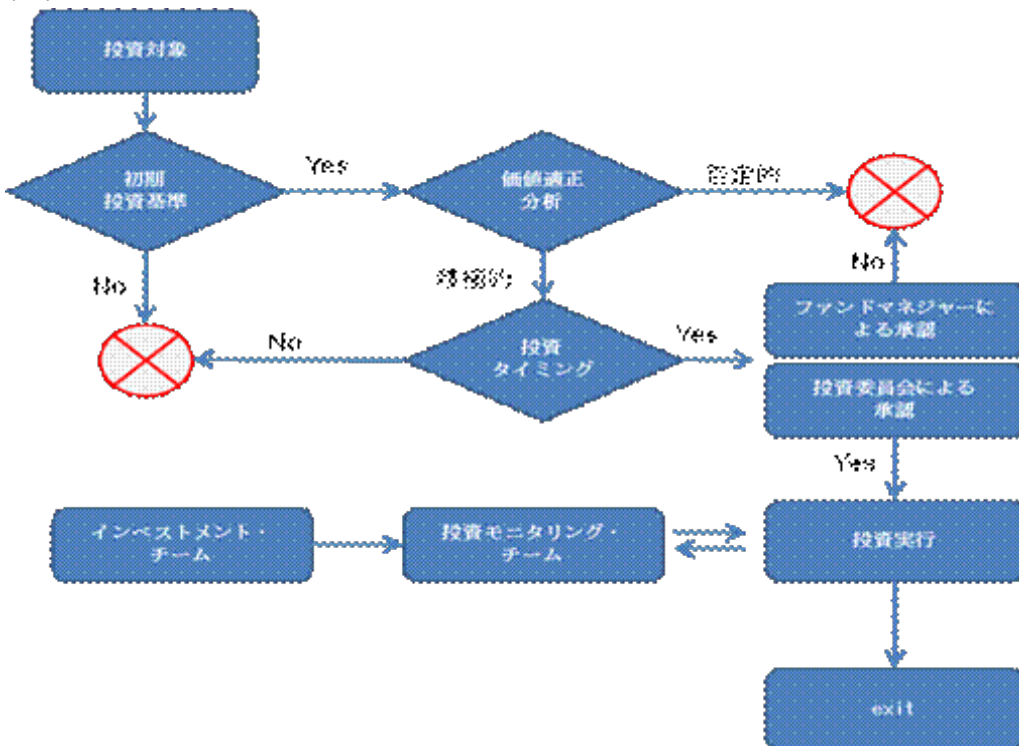 投資対象
初期
投資基準
Yes
価値適正
分析
否定的
No
積極的
No
ファンドマネジャーに
よる承認
No
投資
タイミング
Yes
投資委員会による
承認
Yes
インベストメント・
チーム
投資モニタリング・
チーム
投資実行
exit